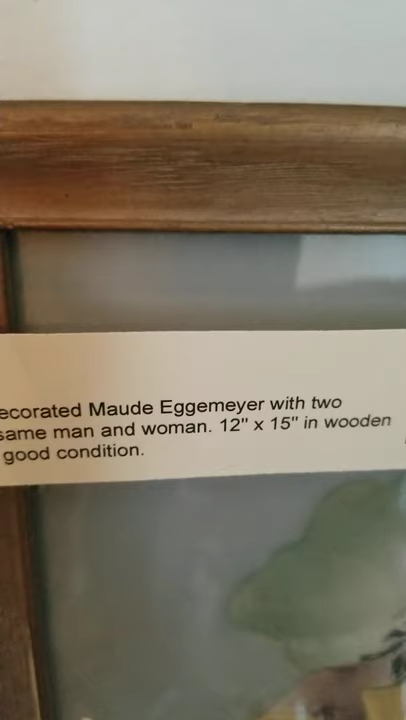 ecorated Maude Eggemeyer with two
same man and woman. 12" x 15" in wooden
good condition.